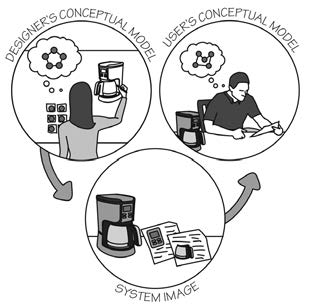 DESIGNER'S CONCEPTUAL MODEL
USER'S CONCEPTUAL MODEL
SYSTEM IMAGE